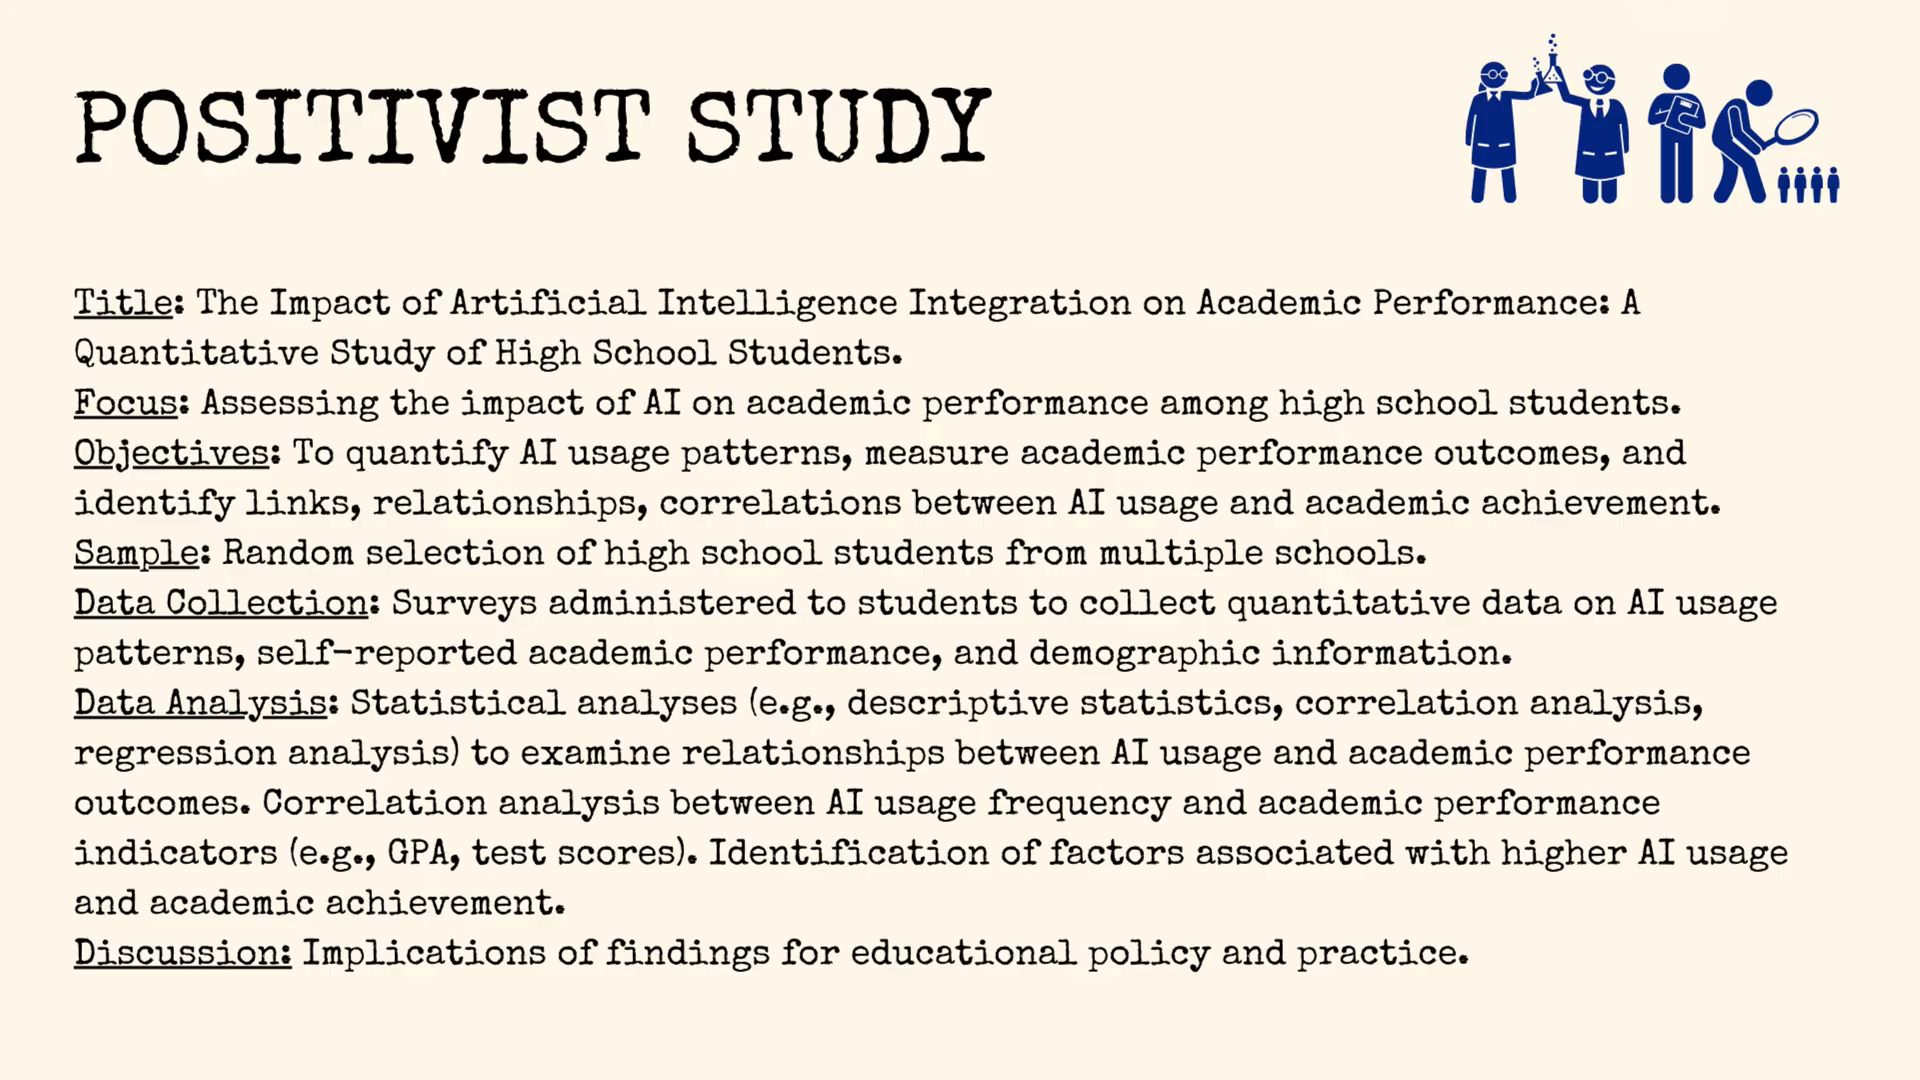 POSITIVIST STUDY
Title: The Impact of Artificial Intelligence Integration on Academic Performance: A
Quantitative Study of High School Students.
Focus: Assessing the impact of AI on academic performance among high school students.
Objectives: To quantify AI usage patterns, measure academic performance outcomes, and
identify links, relationships, correlations between AI usage and academic achievement.
Sample: Random selection of high school students from multiple schools.
Data Collection: Surveys administered to students to collect quantitative data on AI usage
patterns, self-reported academic performance, and demographic information.
Data Analysis: Statistical analyses (e.g., descriptive statistics, correlation analysis,
regression analysis) to examine relationships between AI usage and academic performance
outcomes. Correlation analysis between AI usage frequency and academic performance
indicators (e.g., GPA, test scores). Identification of factors associated with higher AI usage
and academic achievement.
Discussion: Implications of findings for educational policy and practice.